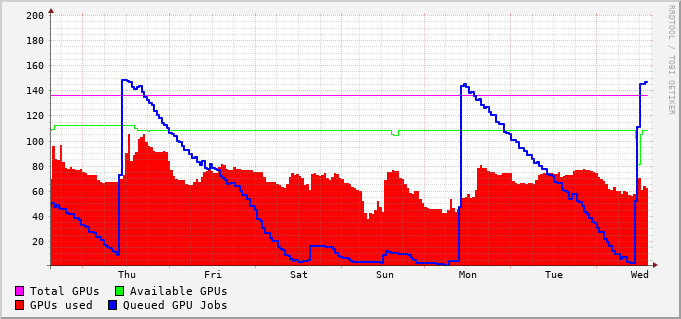 200
180
160
140
120
100
80
60
40
20
Thu Fri Sat Sun Mon Tue Wed
Total GPUs Available GPUs
GPUs used Queued GPU Jobs
RRDTOOL / TOBI OETIKER